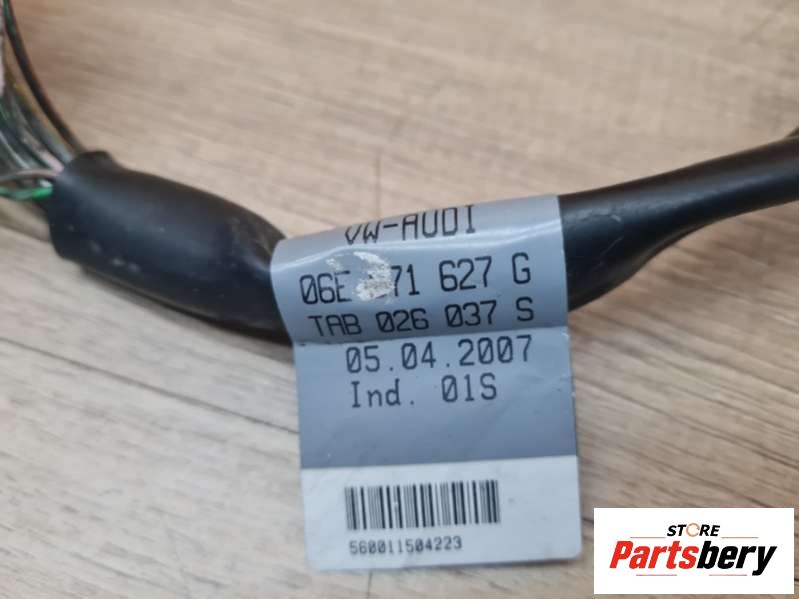 VW-AUDI
06E 71 627 G
TAB 026 037 S
05.04.2007
Ind. 01S
560011504223
STORE
Partsbery